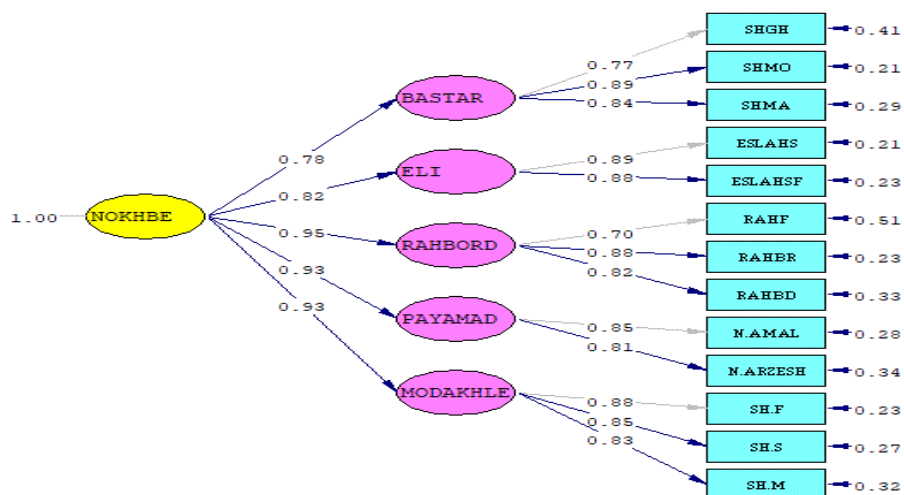 SHGH
0.41
0.77
SHMO
0.21
BASTAR
0.89
0.84
SHMA
0.29
ESLAHS
0.21
0.78
0.89
ELI
0.88
ESLAHSF
0.23
0.82
1.00
NOKHBE
RAHF
0.51
0.95
0.70
RAHBORD
0.88
RAHBR
0.23
0.82
0.93
RAHBD
0.33
0.93
PAYAMAD
0.85
N.AMAL
0.28
0.81
N.ARZESH
0.34
MODAKHLE
0.88
SH.F
0.23
0.85
0.83
SH.S
0.27
SH.M
0.32